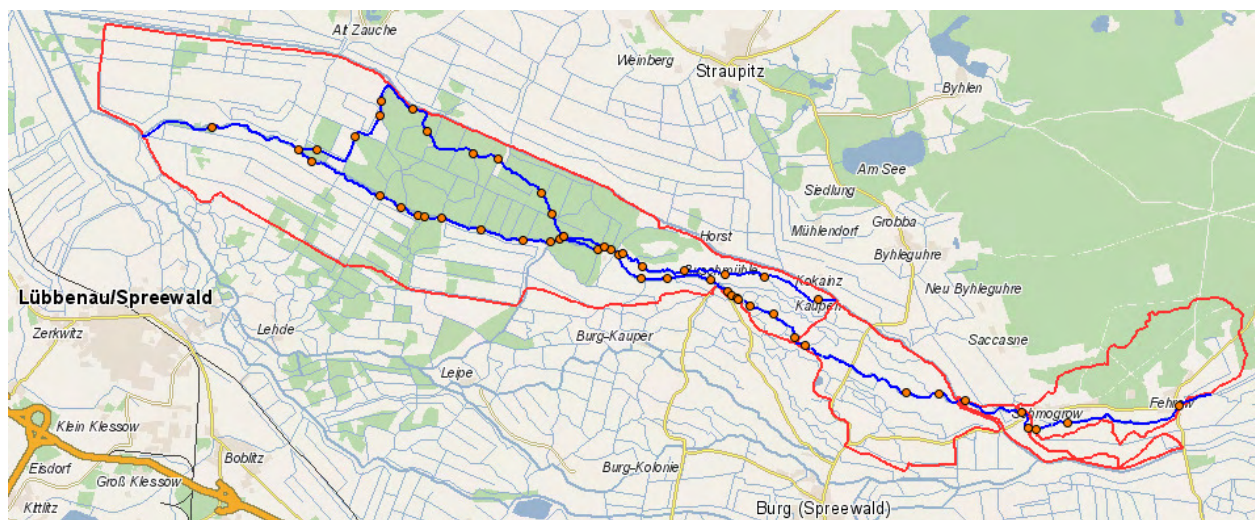 Alt Zauche
Weinberg
Straupitz
Byhlen
Am See
Siedlung
Grobba
Mühlendorf
Horst
Byhleguhre
Kokainz
Neu Byhleguhre
Kaupen
Lübbenau/Spreewald
Zerkwitz
Lehde
Burg-Kauper
Saccasne
Leipe
Fehrow
Schmogrow
Klein Klessow
Boblitz
Burg-Kolonie
Eisdorf
Groß Klessow
Kittlitz
Burg (Spreewald)